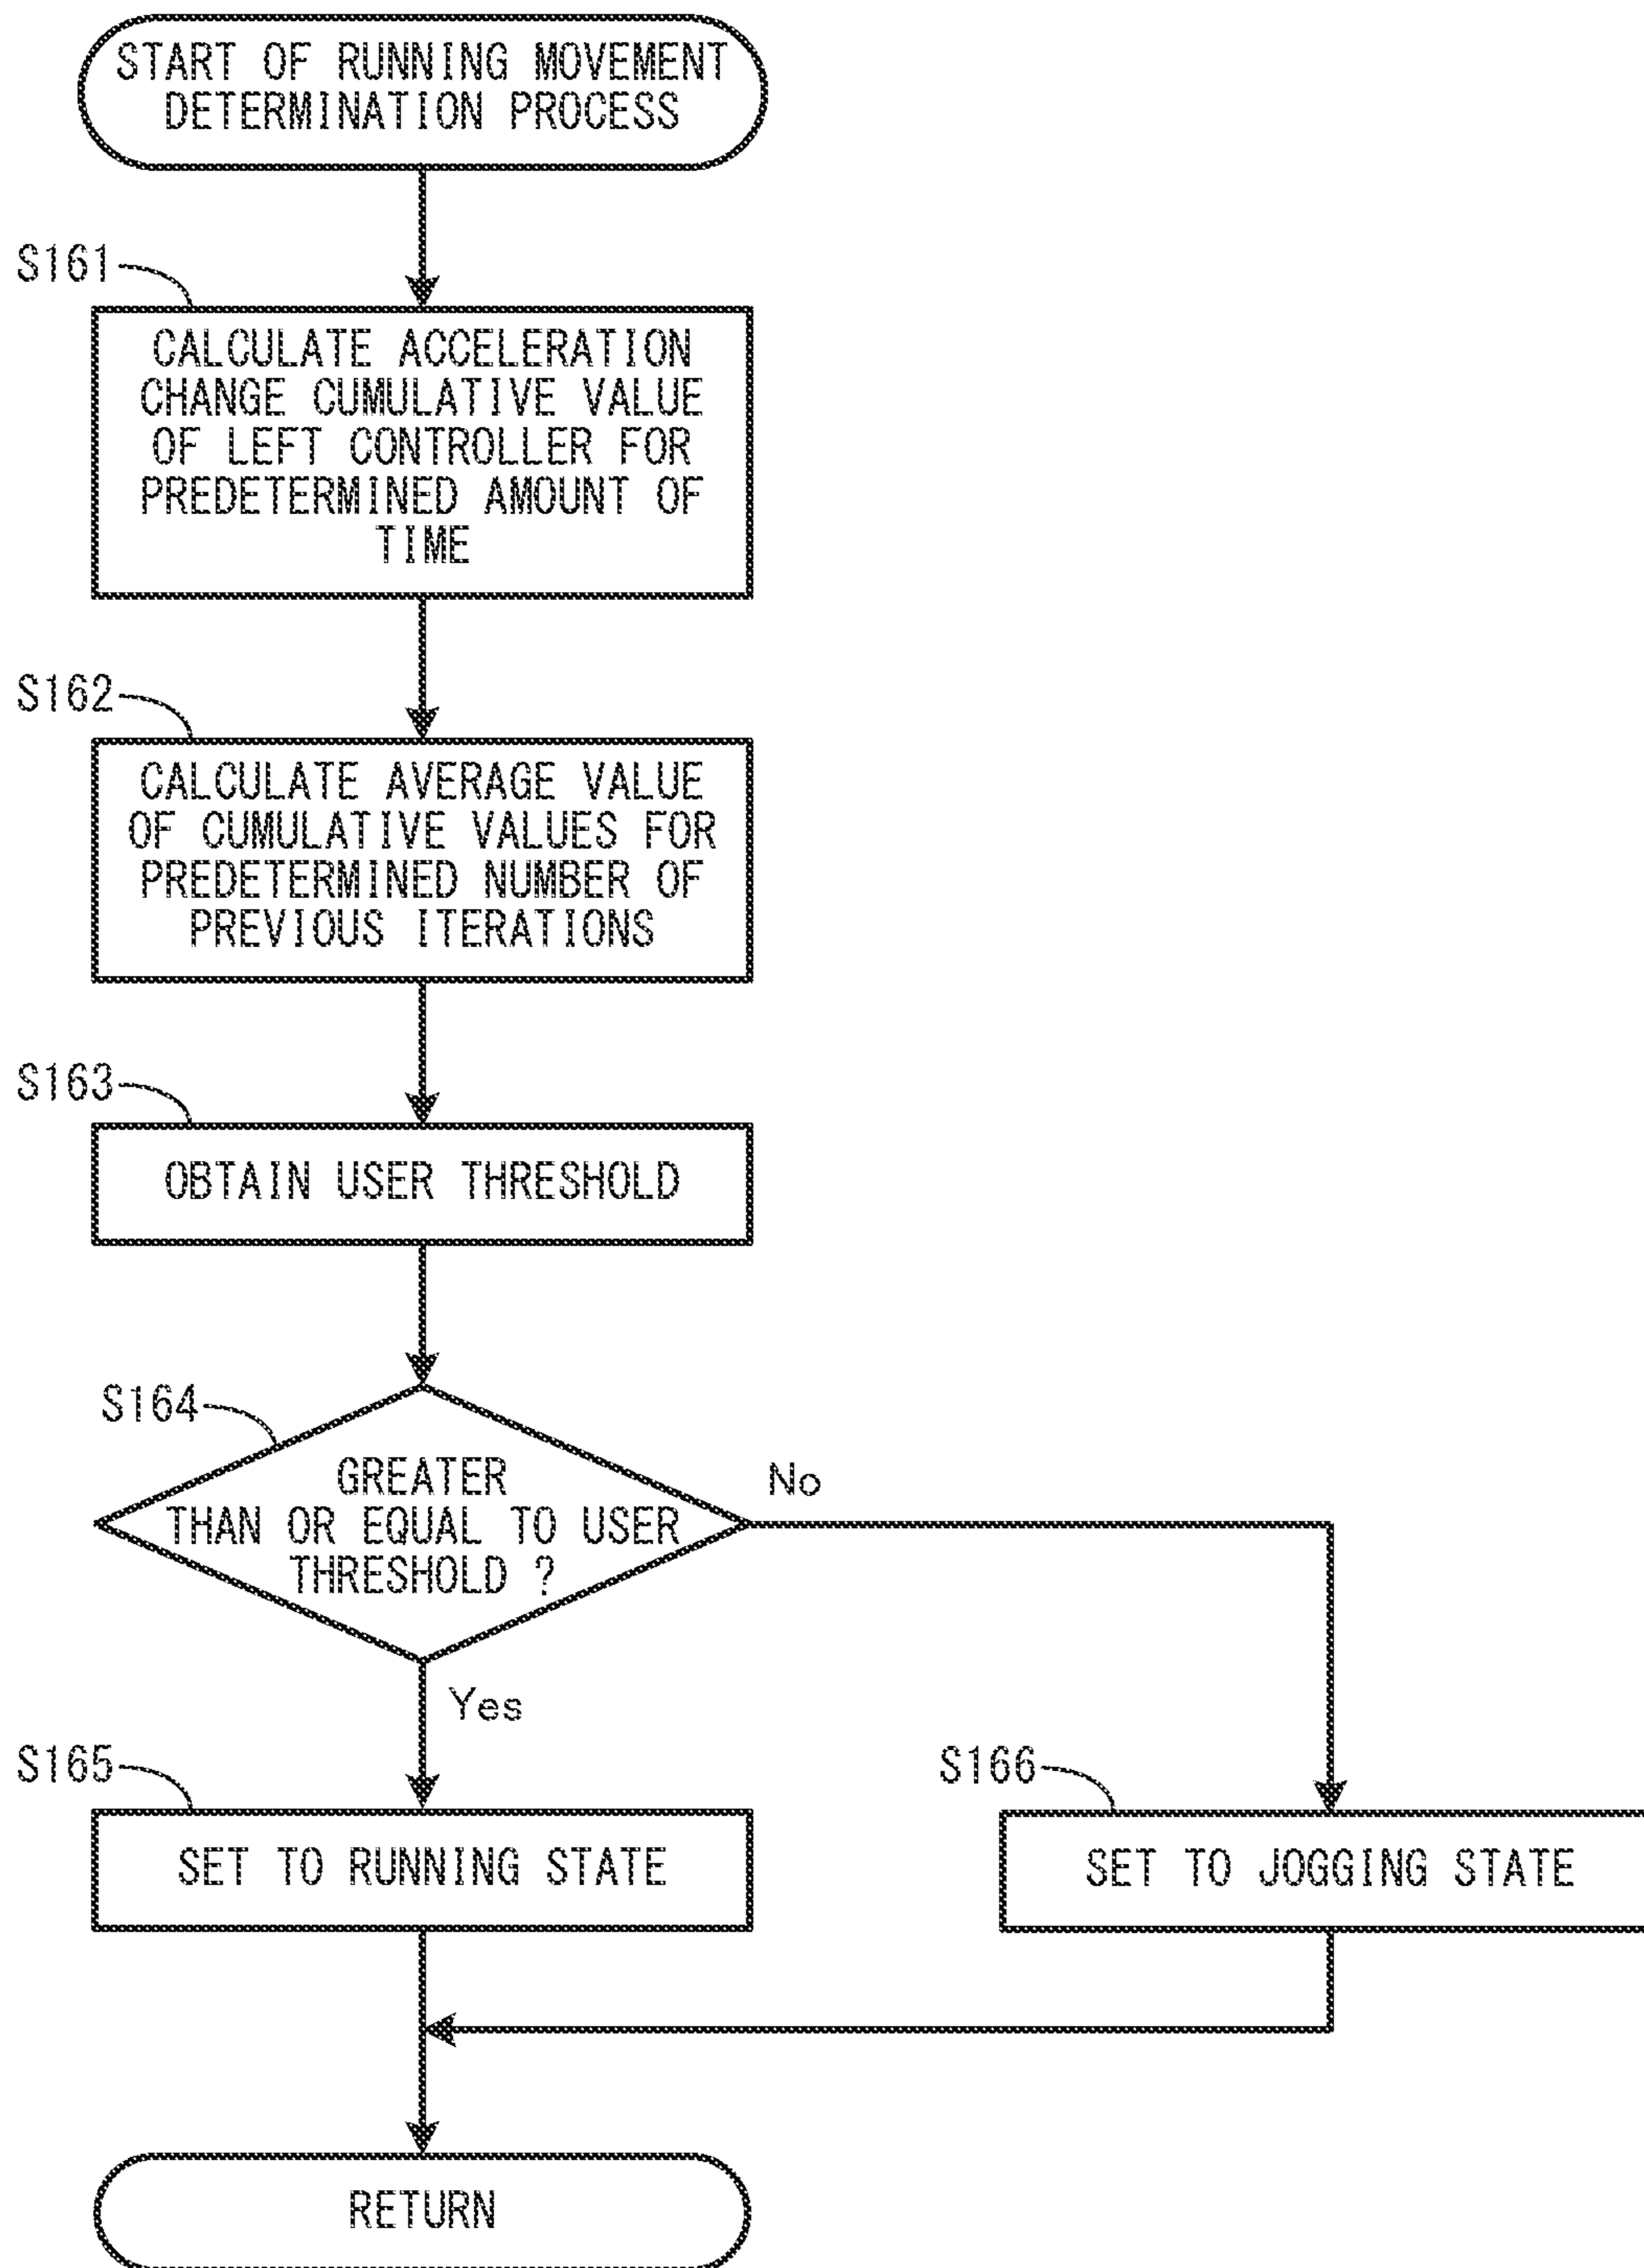 START OF RUNNING MOVEMENT
DETERMINATION PROCESS
S161
CALCULATE ACCELERATION
CHANGE CUMULATIVE VALUE
OF LEFT CONTROLLER FOR
PREDETERMINED AMOUNT OF
TIME
S162
CALCULATE AVERAGE VALUE
OF CUMULATIVE VALUES FOR
PREDETERMINED NUMBER OF
PREVIOUS ITERATIONS
S163
OBTAIN USER THRESHOLD
S164
GREATER
THAN OR EQUAL TO USER
THRESHOLD ?
No
Yes
S165
SET TO RUNNING STATE
S166
SET TO JOGGING STATE
RETURN